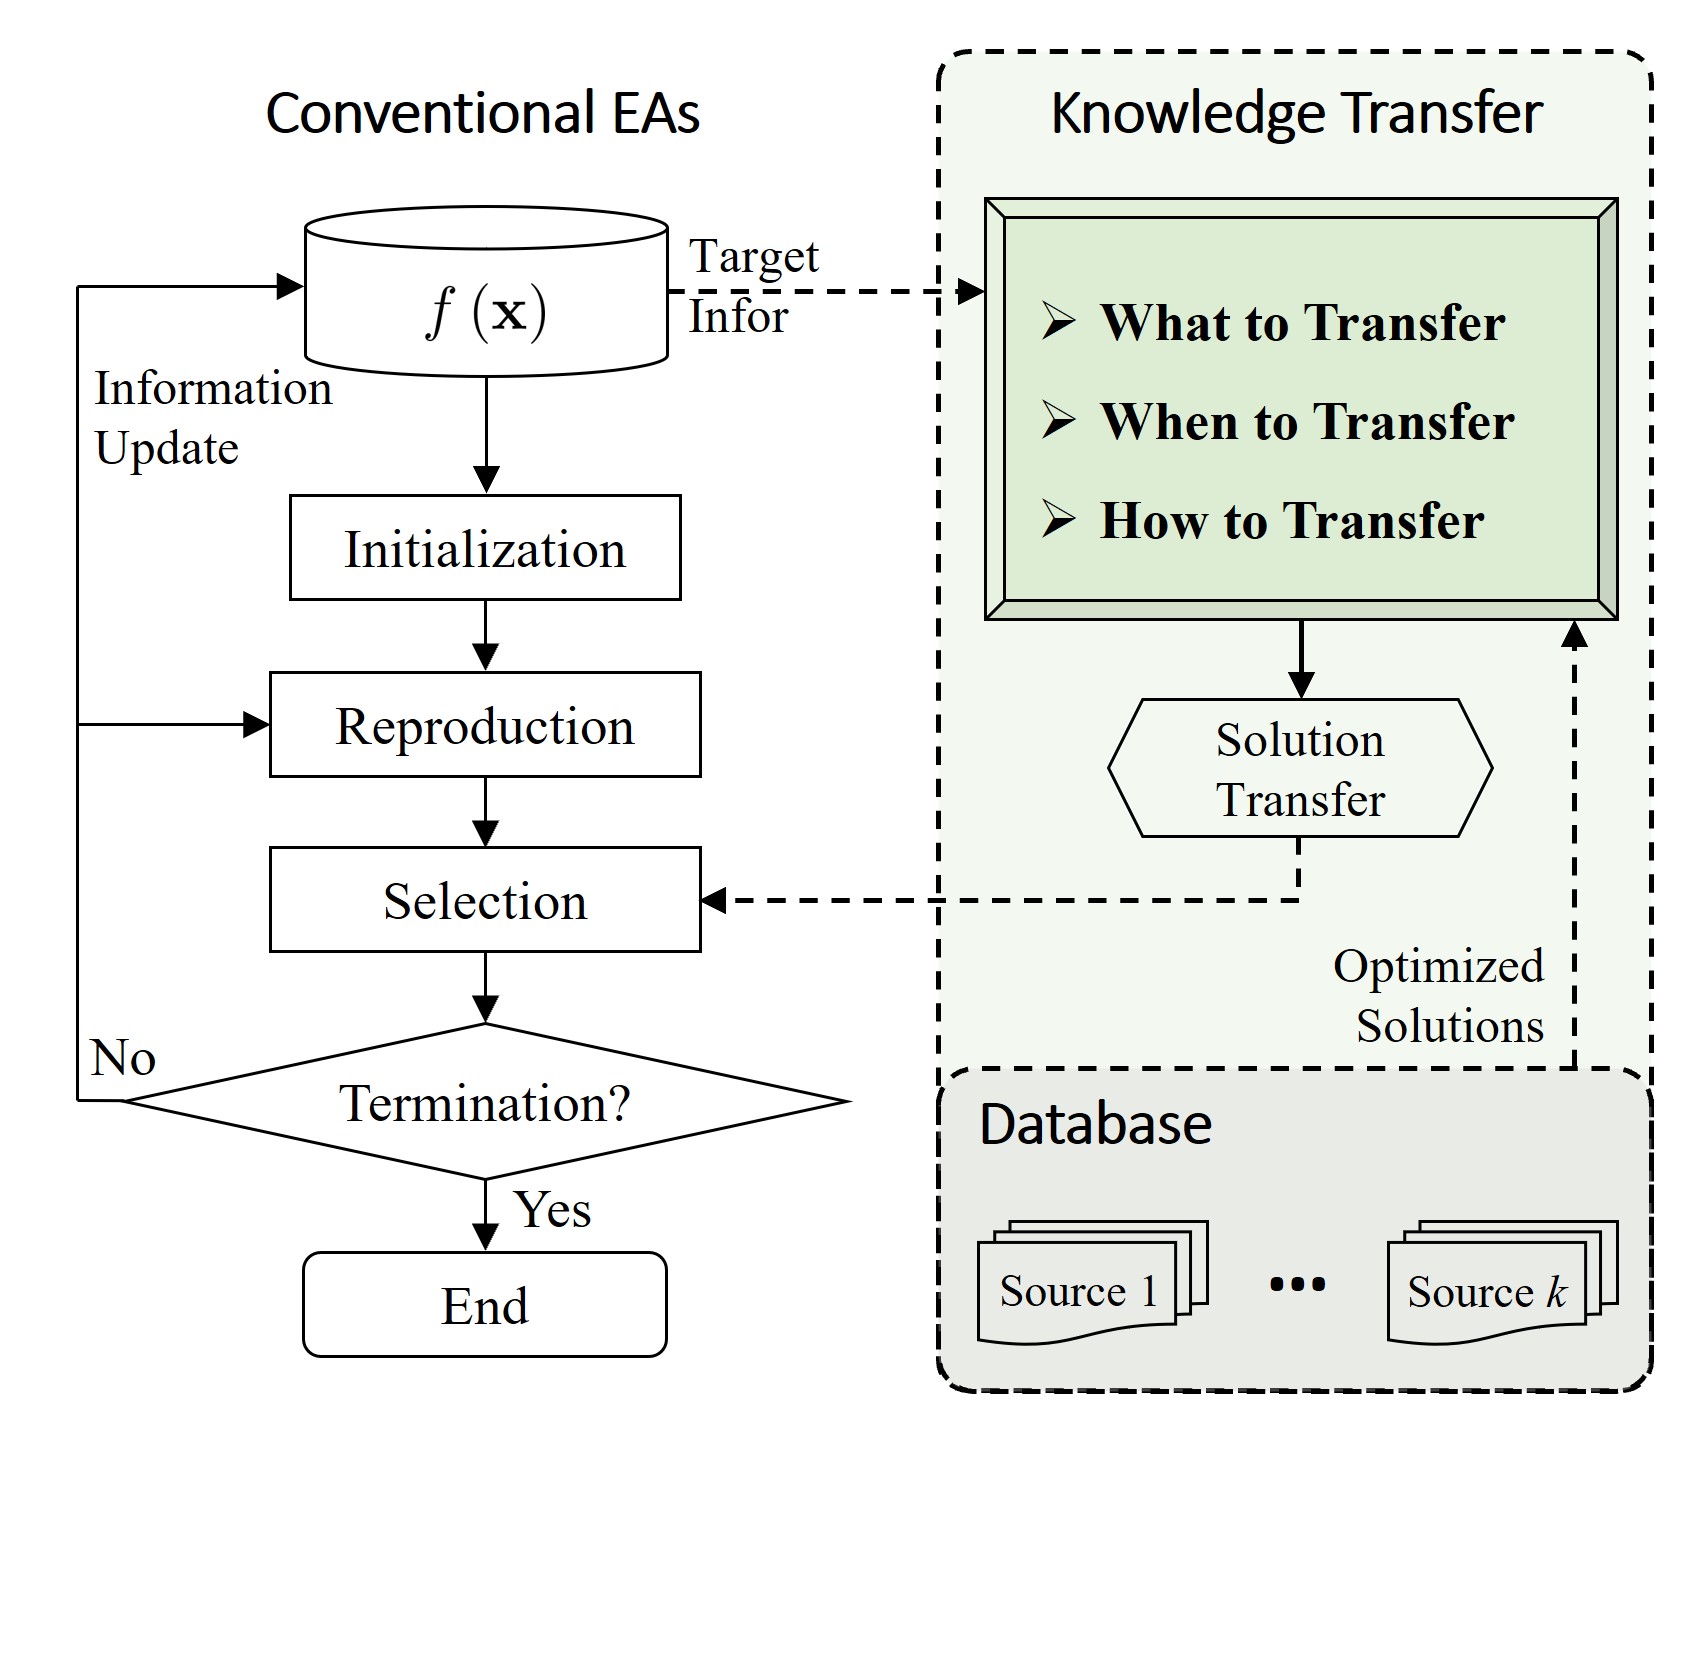 Conventional EAs
f (x)
Information
Update
Initialization
Reproduction
Selection
Termination?
No
Yes
End
Target
Infor
Knowledge Transfer
➢ What to Transfer
➢ When to Transfer
➢ How to Transfer
Solution
Transfer
Optimized
Solutions
Database
Source 1
...
Source k